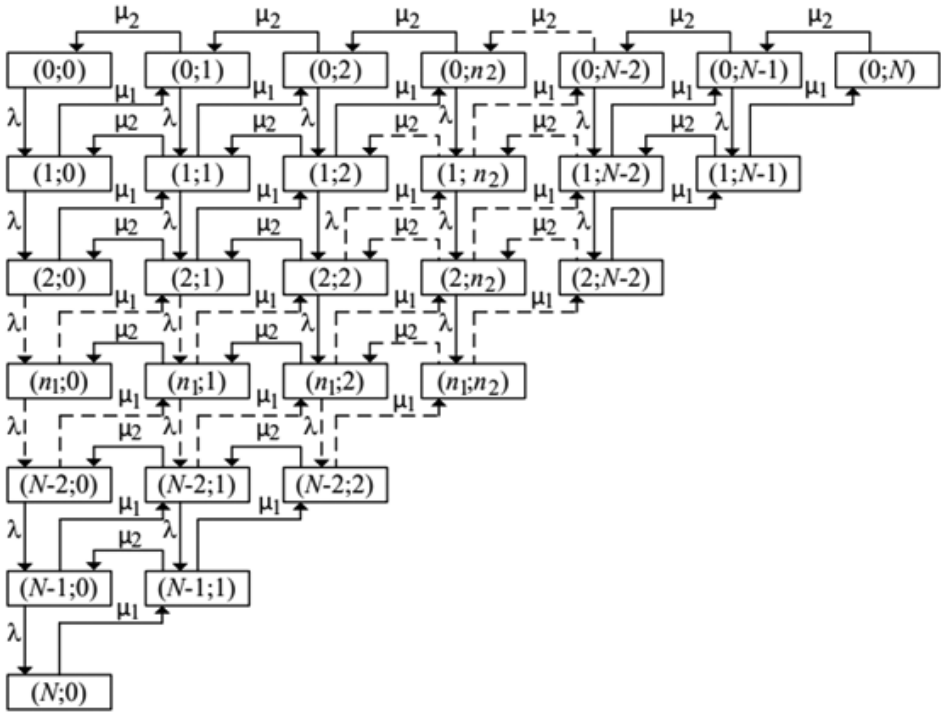 μ2 μ2 μ2 μ2 μ2 μ2
(0;0) (0;1) (0;2) (0;n2) (0;N-2) (0;N-1) (0;N)
λ μ1 λ μ1 λ μ1 λ μ1 λ μ1 λ μ1
μ2 μ2 μ2 μ2 μ2
(1;0) (1;1) (1;2) (1; n2) (1;N-2) (1;N-1)
λ μ1 λ μ1 λ μ1 λ μ1 λ μ1
μ2 μ2 μ2 μ2
(2;0) (2;1) (2;2) (2;n2) (2;N-2)
λ μ1 λ μ1 λ μ1 λ μ1
μ2 μ2 μ2
(n1;0) (n1;1) (n1;2) (n1;n2)
λ μ1 λ μ1 λ μ1
μ2 μ2
(N-2;0) (N-2;1) (N-2;2)
λ μ1 λ μ1
μ2
(N-1;0) (N-1;1)
λ μ1
(N;0)